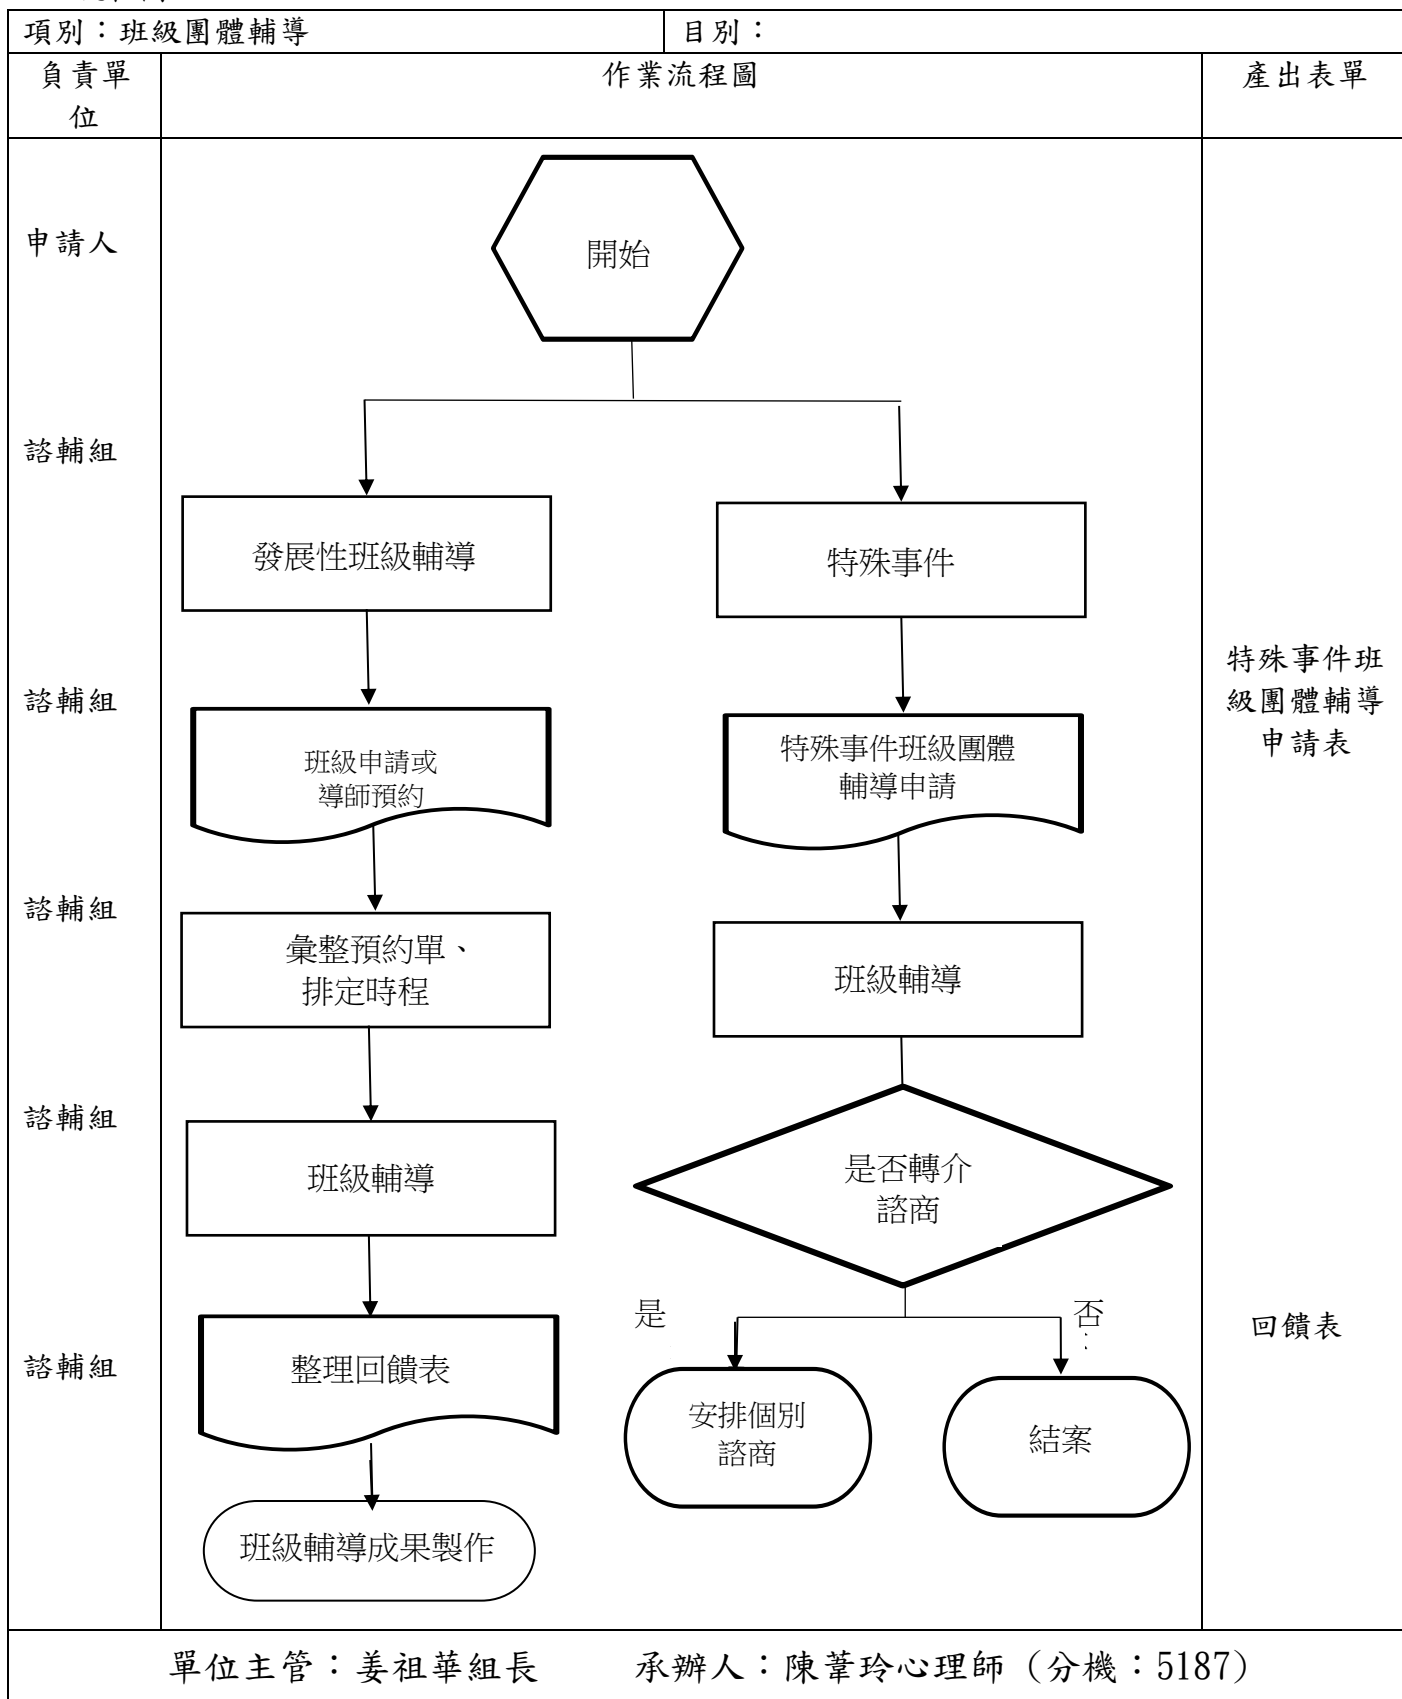 項別：班級團體輔導
目別：
負責單
位
作業流程圖
產出表單
申請人
開始
諮輔組
發展性班級輔導
特殊事件
諮輔組
班級申請或
導師預約
特殊事件班級團體
輔導申請
特殊事件班
級團體輔導
申請表
諮輔組
彙整預約單、
排定時程
班級輔導
諮輔組
班級輔導
是否轉介
諮商
是
否
回饋表
諮輔組
整理回饋表
安排個別
諮商
結案
班級輔導成果製作
單位主管：姜祖華組長 承辦人：陳葦玲心理師（分機：5187）